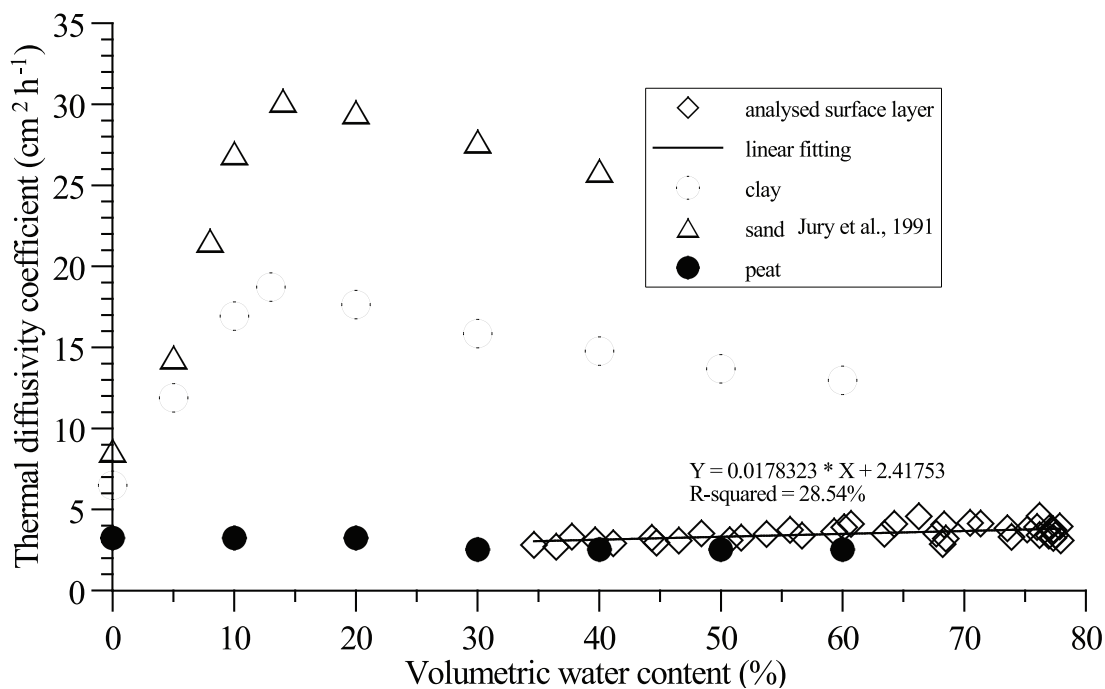 Thermal diffusivity coefficient (cm² h⁻¹)
35
30
25
20
15
10
5
0
analysed surface layer
linear fitting
clay
sand Jury et al., 1991
peat
Y = 0.0178323 * X + 2.41753
R-squared = 28.54%
0 10 20 30 40 50 60 70 80
Volumetric water content (%)